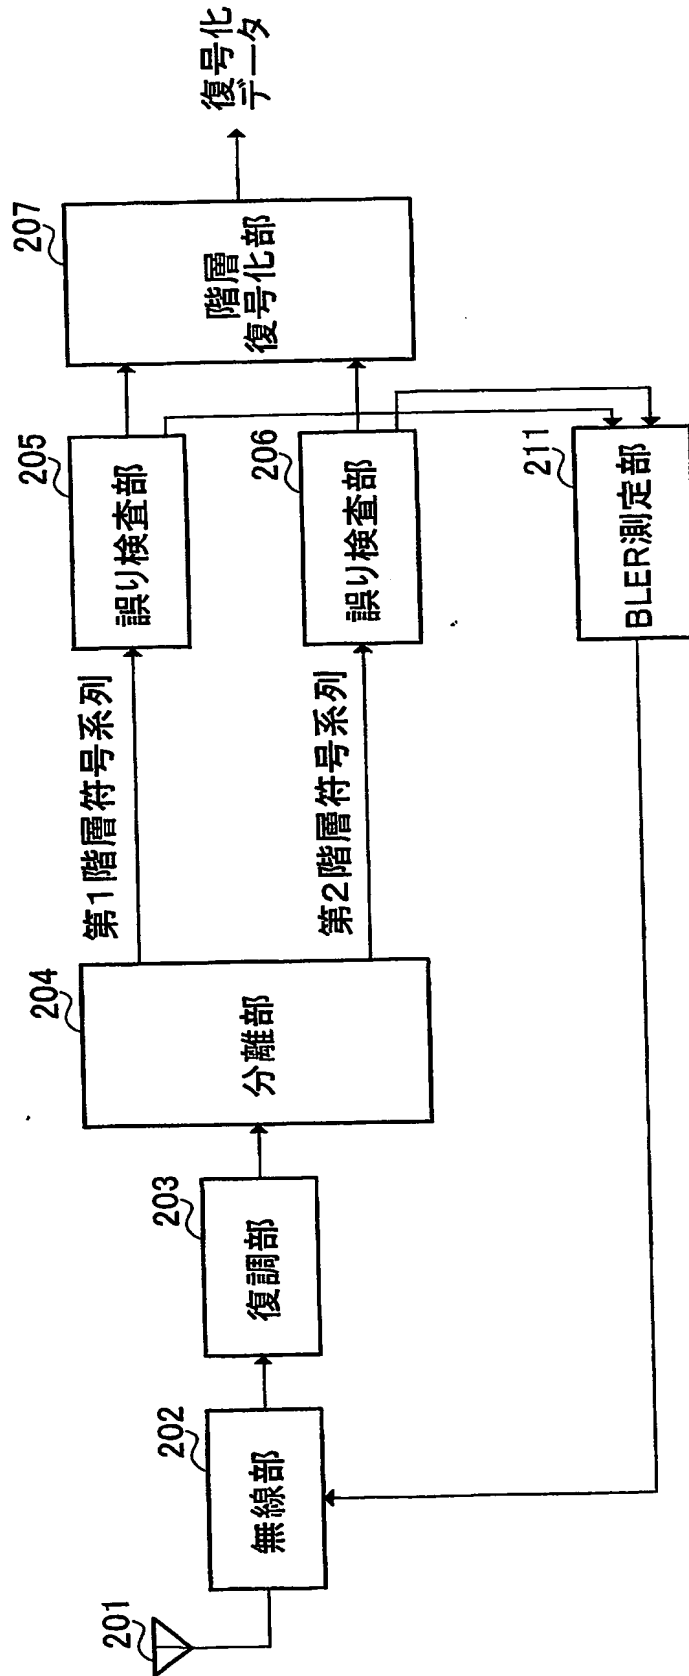 201
202
無線部
203
復調部
204
分離部
第1階層符号系列
第2階層符号系列
205
誤り検査部
206
誤り検査部
207
階層
復号化部
復号化
データ
211
BLER測定部